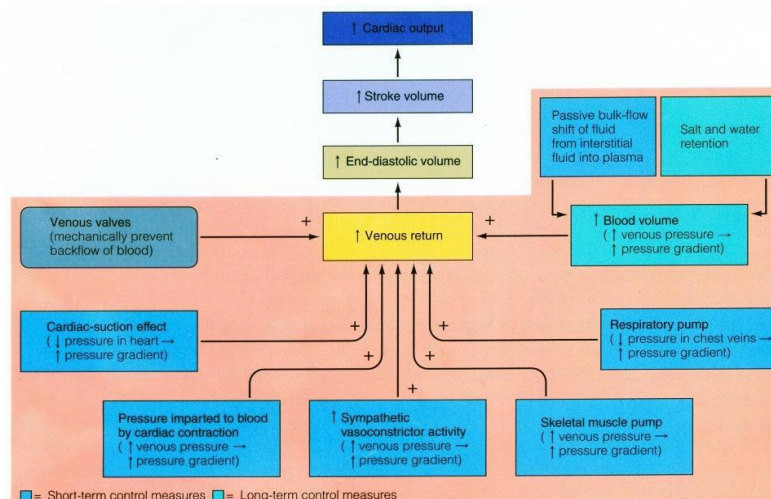 ↑ Cardiac output
↑ Stroke volume
↑ End-diastolic volume
Passive bulk-flow
shift of fluid
from interstitial
fluid into plasma
Salt and water
retention
Venous valves
(mechanically prevent
backflow of blood)
+
↑ Venous return
+
↑ Blood volume
(↑ venous pressure →
↑ pressure gradient)
Cardiac-suction effect
(↓ pressure in heart →
↑ pressure gradient)
+
+
+
+
+
Respiratory pump
(↓ pressure in chest veins →
↑ pressure gradient)
Pressure imparted to blood
by cardiac contraction
(↑ venous pressure →
↑ pressure gradient)
↑ Sympathetic
vasoconstrictor activity
(↑ venous pressure →
↑ pressure gradient)
Skeletal muscle pump
(↑ venous pressure →
↑ pressure gradient)
= Short-term control measures = Long-term control measures